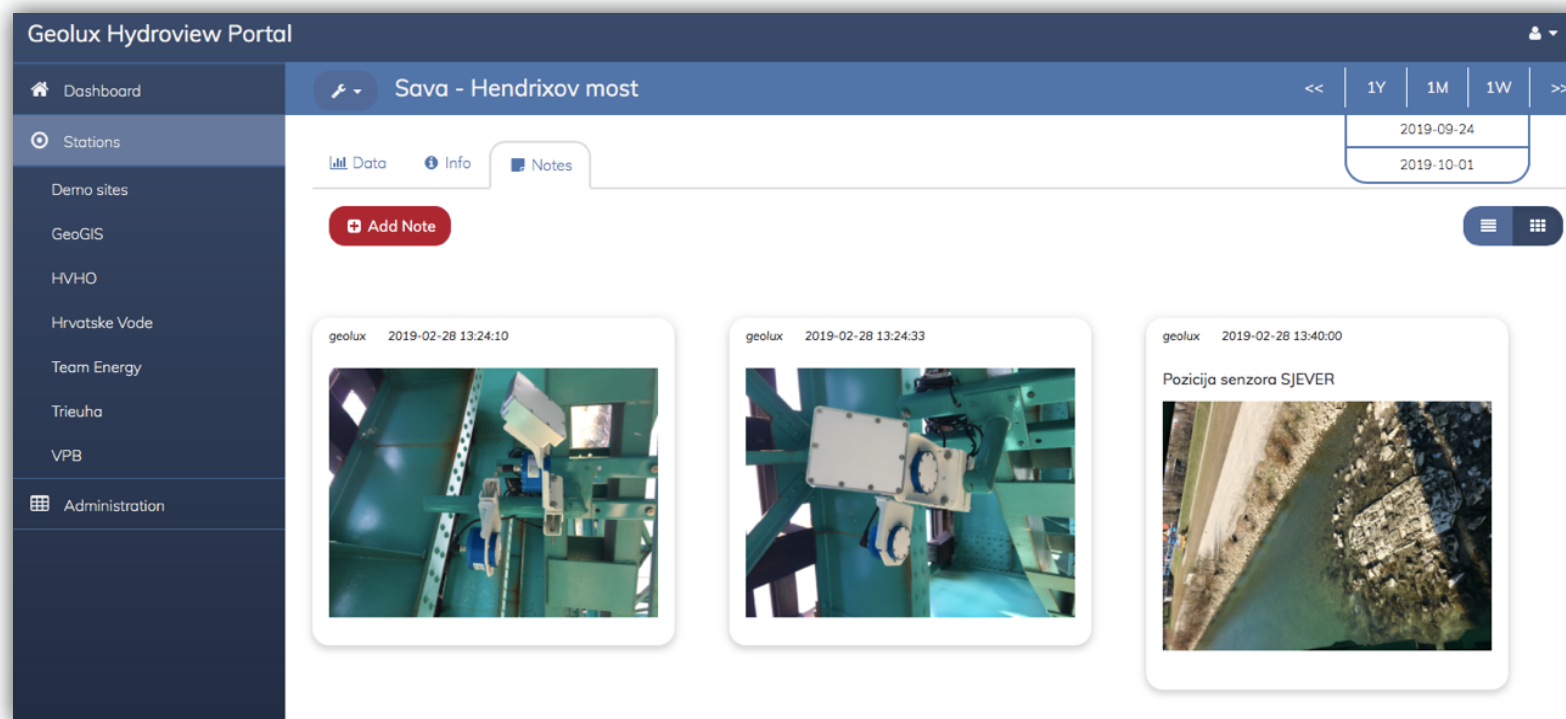 Geolux Hydroview Portal
Dashboard
Stations
Demo sites
GeoGIS
HVHO
Hrvatske Vode
Team Energy
Trieuha
VPB
Administration
Sava - Hendrixov most
<< 1Y 1M 1W >>
2019-09-24
2019-10-01
Data Info Notes
Add Note
geolux 2019-02-28 13:24:10
geolux 2019-02-28 13:24:33
geolux 2019-02-28 13:40:00
Pozicija senzora SJEVER